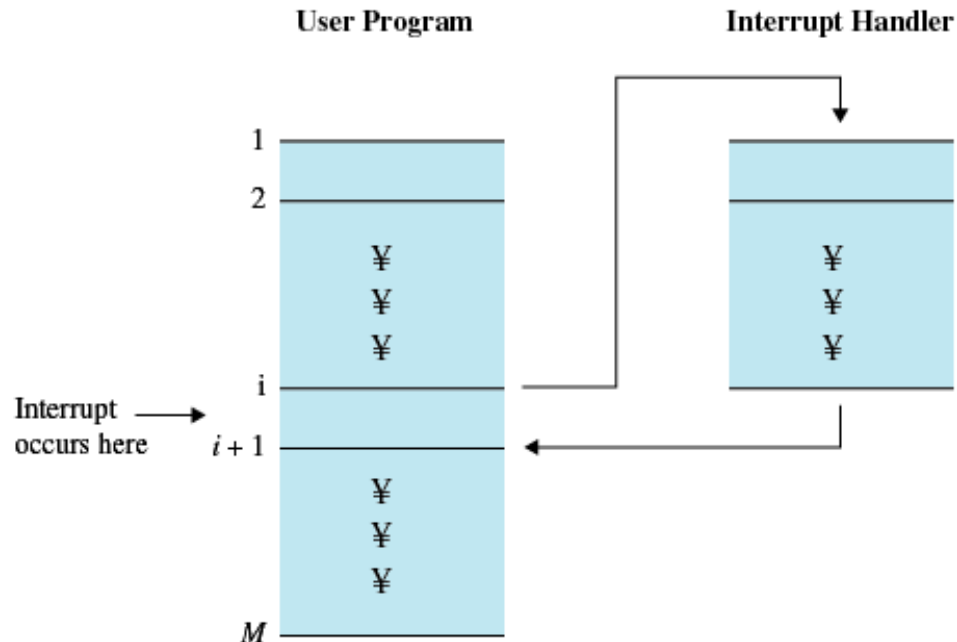 User Program
Interrupt Handler
1
2
¥
¥
¥
¥
¥
¥
i
Interrupt
occurs here
i + 1
¥
¥
¥
M